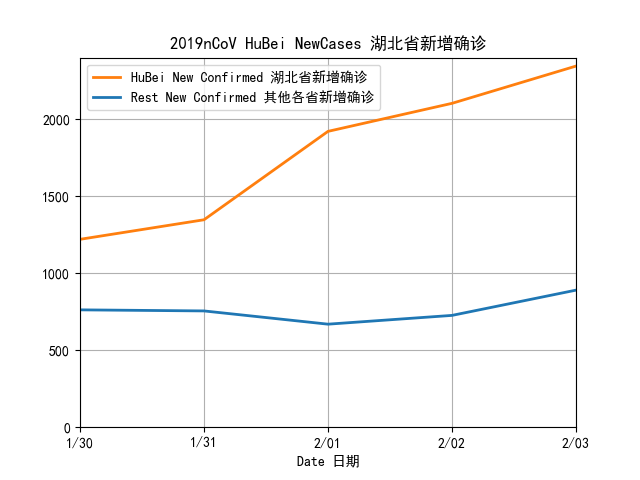 2019nCoV HuBei NewCases 湖北省新增确诊
HuBei New Confirmed 湖北省新增确诊
Rest New Confirmed 其他各省新增确诊
2000
1500
1000
500
0
1/30 1/31 2/01 2/02 2/03
Date 日期